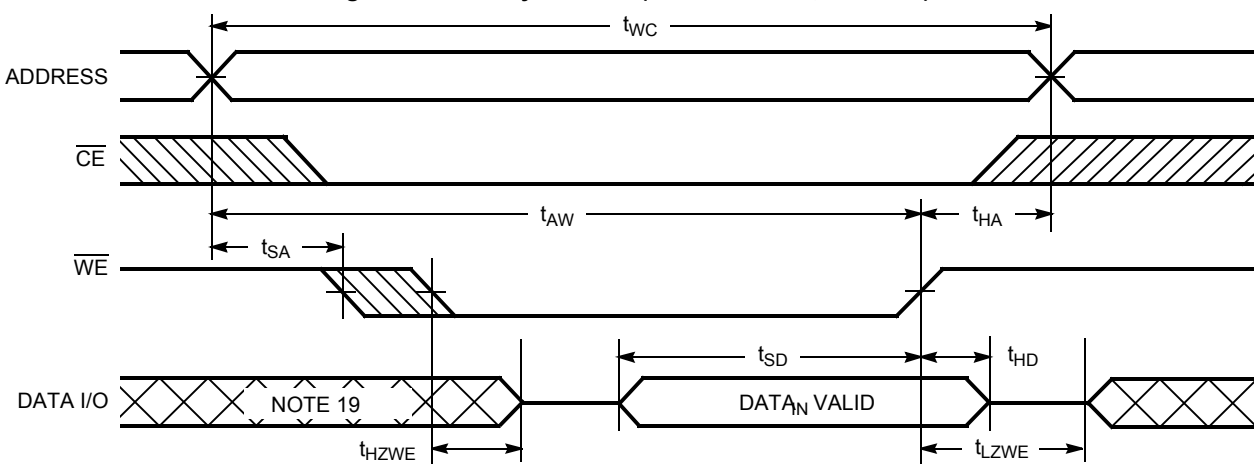 tWC
ADDRESS
CE
tAW
tHA
tSA
WE
tSD
tHD
DATA I/O
NOTE 19
DATAIN VALID
tHZWE
tLZWE